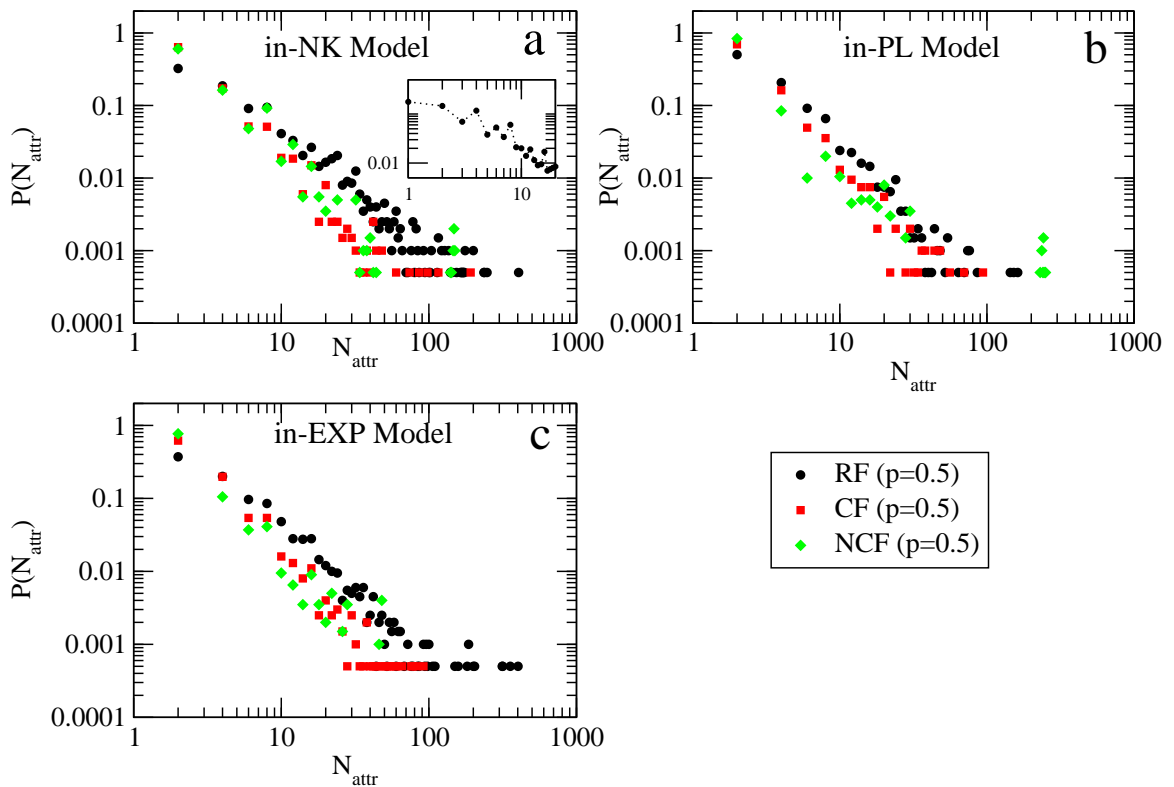 in-NK Model
a
P(N_attr)
1
0.1
0.01
0.001
0.0001
1
10
100
1000
N_attr
0.01
1
10
in-PL Model
b
P(N_attr)
1
0.1
0.01
0.001
0.0001
1
10
100
1000
N_attr
in-EXP Model
c
P(N_attr)
1
0.1
0.01
0.001
0.0001
1
10
100
1000
N_attr
RF (p=0.5)
CF (p=0.5)
NCF (p=0.5)